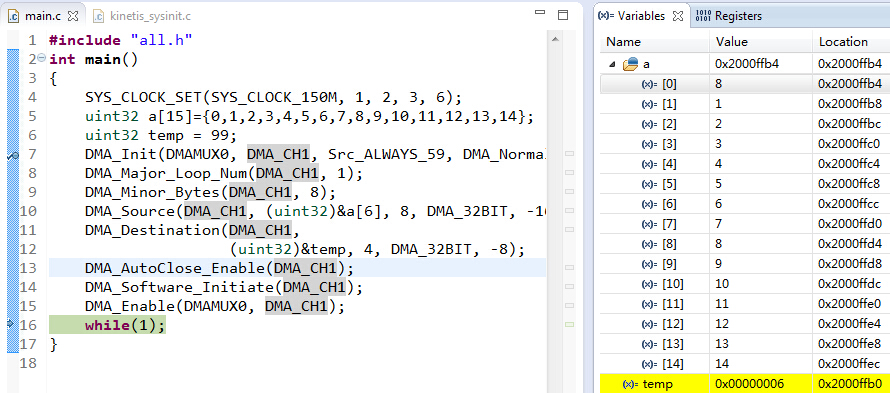 main.c
kinetis_sysinit.c
1 #include "all.h"
2 int main()
3 {
4 SYS_CLOCK_SET(SYS_CLOCK_150M, 1, 2, 3, 6);
5 uint32 a[15]={0,1,2,3,4,5,6,7,8,9,10,11,12,13,14};
6 uint32 temp = 99;
7 DMA_Init(DMAMUX0, DMA_CH1, Src_ALWAYS_59, DMA_Norma
8 DMA_Major_Loop_Num(DMA_CH1, 1);
9 DMA_Minor_Bytes(DMA_CH1, 8);
10 DMA_Source(DMA_CH1, (uint32)&a[6], 8, DMA_32BIT, -16
11 DMA_Destination(DMA_CH1,
12 (uint32)&temp, 4, DMA_32BIT, -8);
13 DMA_AutoClose_Enable(DMA_CH1);
14 DMA_Software_Initiate(DMA_CH1);
15 DMA_Enable(DMAMUX0, DMA_CH1);
16 while(1);
17 }
18
(x)= Variables
1010 0101 Registers
Name Value Location
a 0x2000ffb4 0x2000ffb4
(x)= [0] 8 0x2000ffb4
(x)= [1] 1 0x2000ffb8
(x)= [2] 2 0x2000ffbc
(x)= [3] 3 0x2000ffc0
(x)= [4] 4 0x2000ffc4
(x)= [5] 5 0x2000ffc8
(x)= [6] 6 0x2000ffcc
(x)= [7] 7 0x2000ffd0
(x)= [8] 8 0x2000ffd4
(x)= [9] 9 0x2000ffd8
(x)= [10] 10 0x2000ffdc
(x)= [11] 11 0x2000ffe0
(x)= [12] 12 0x2000ffe4
(x)= [13] 13 0x2000ffe8
(x)= [14] 14 0x2000ffec
(x)= temp 0x00000006 0x2000ffb0